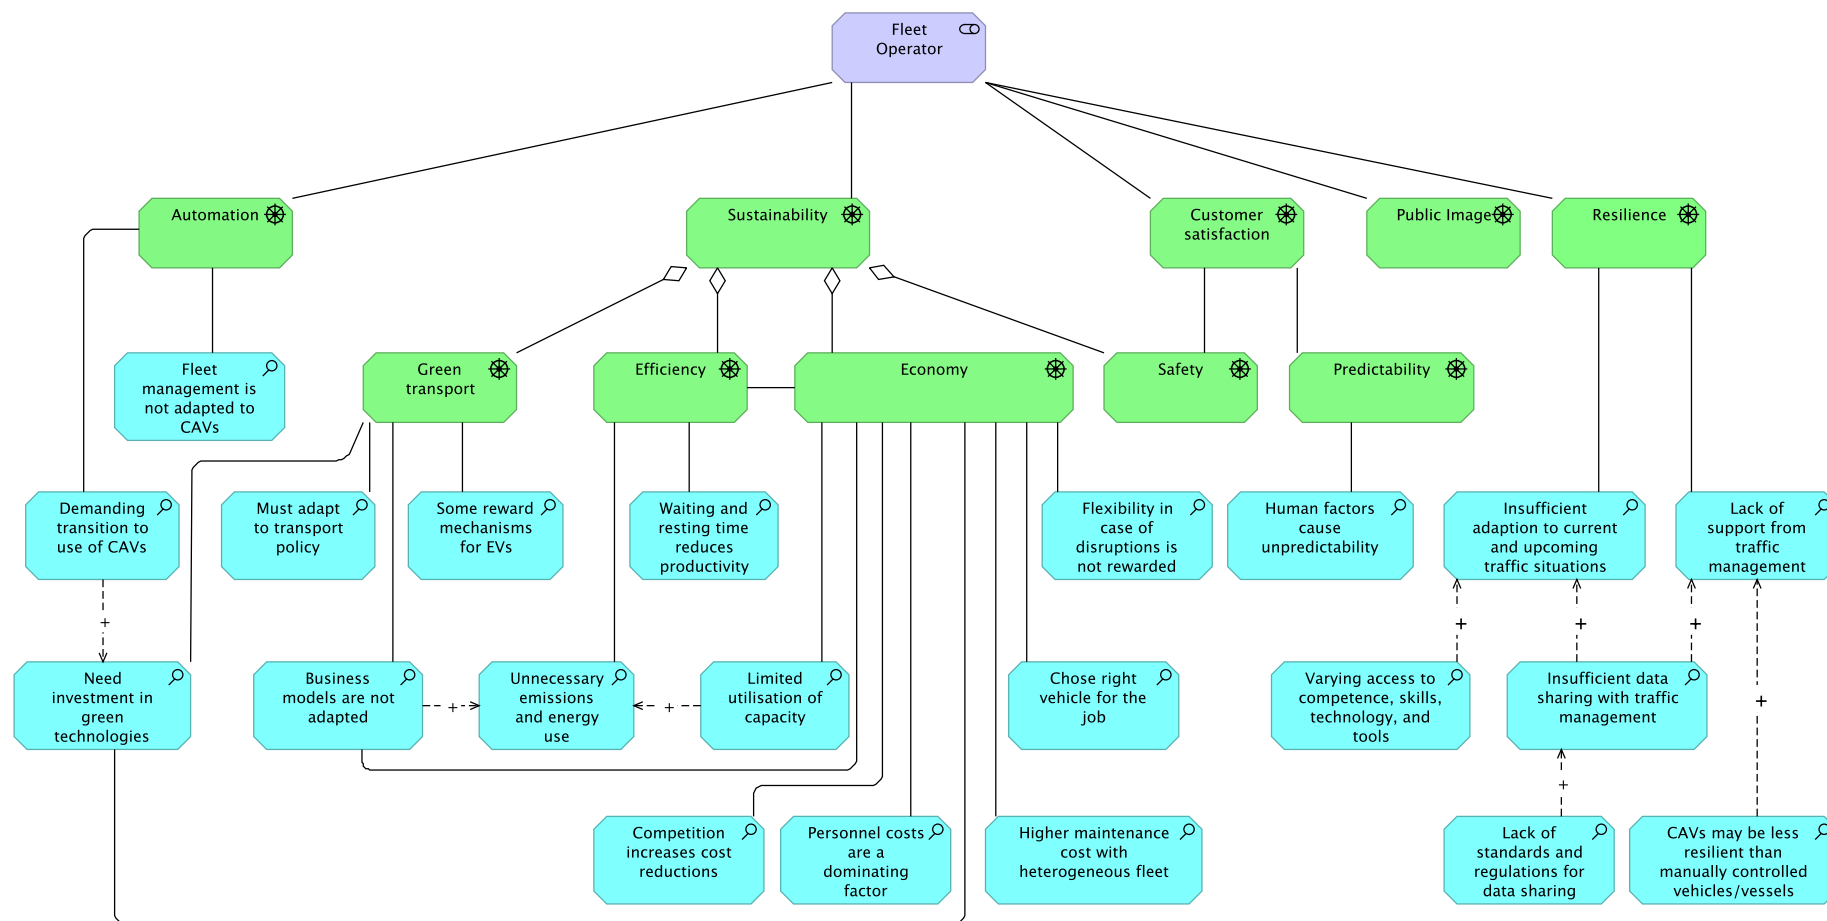 Fleet
Operator
Automation
Sustainability
Customer
satisfaction
Public Image
Resilience
Fleet
management is
not adapted to
CAVs
Green
transport
Efficiency
Economy
Safety
Predictability
Demanding
transition to
use of CAVs
Must adapt
to transport
policy
Some reward
mechanisms
for EVs
Waiting and
resting time
reduces
productivity
Flexibility in
case of
disruptions is
not rewarded
Human factors
cause
unpredictability
Insufficient
adaption to current
and upcoming
traffic situations
Lack of
support from
traffic
management
+
+
+
+
Need
investment in
green
technologies
Business
models are not
adapted
+
Unnecessary
emissions
and energy
use
+
Limited
utilisation of
capacity
Chose right
vehicle for the
job
Varying access to
competence, skills,
technology, and
tools
Insufficient data
sharing with traffic
management
+
+
Competition
increases cost
reductions
Personnel costs
are a
dominating
factor
Higher maintenance
cost with
heterogeneous fleet
Lack of
standards and
regulations for
data sharing
CAVs may be less
resilient than
manually controlled
vehicles/vessels